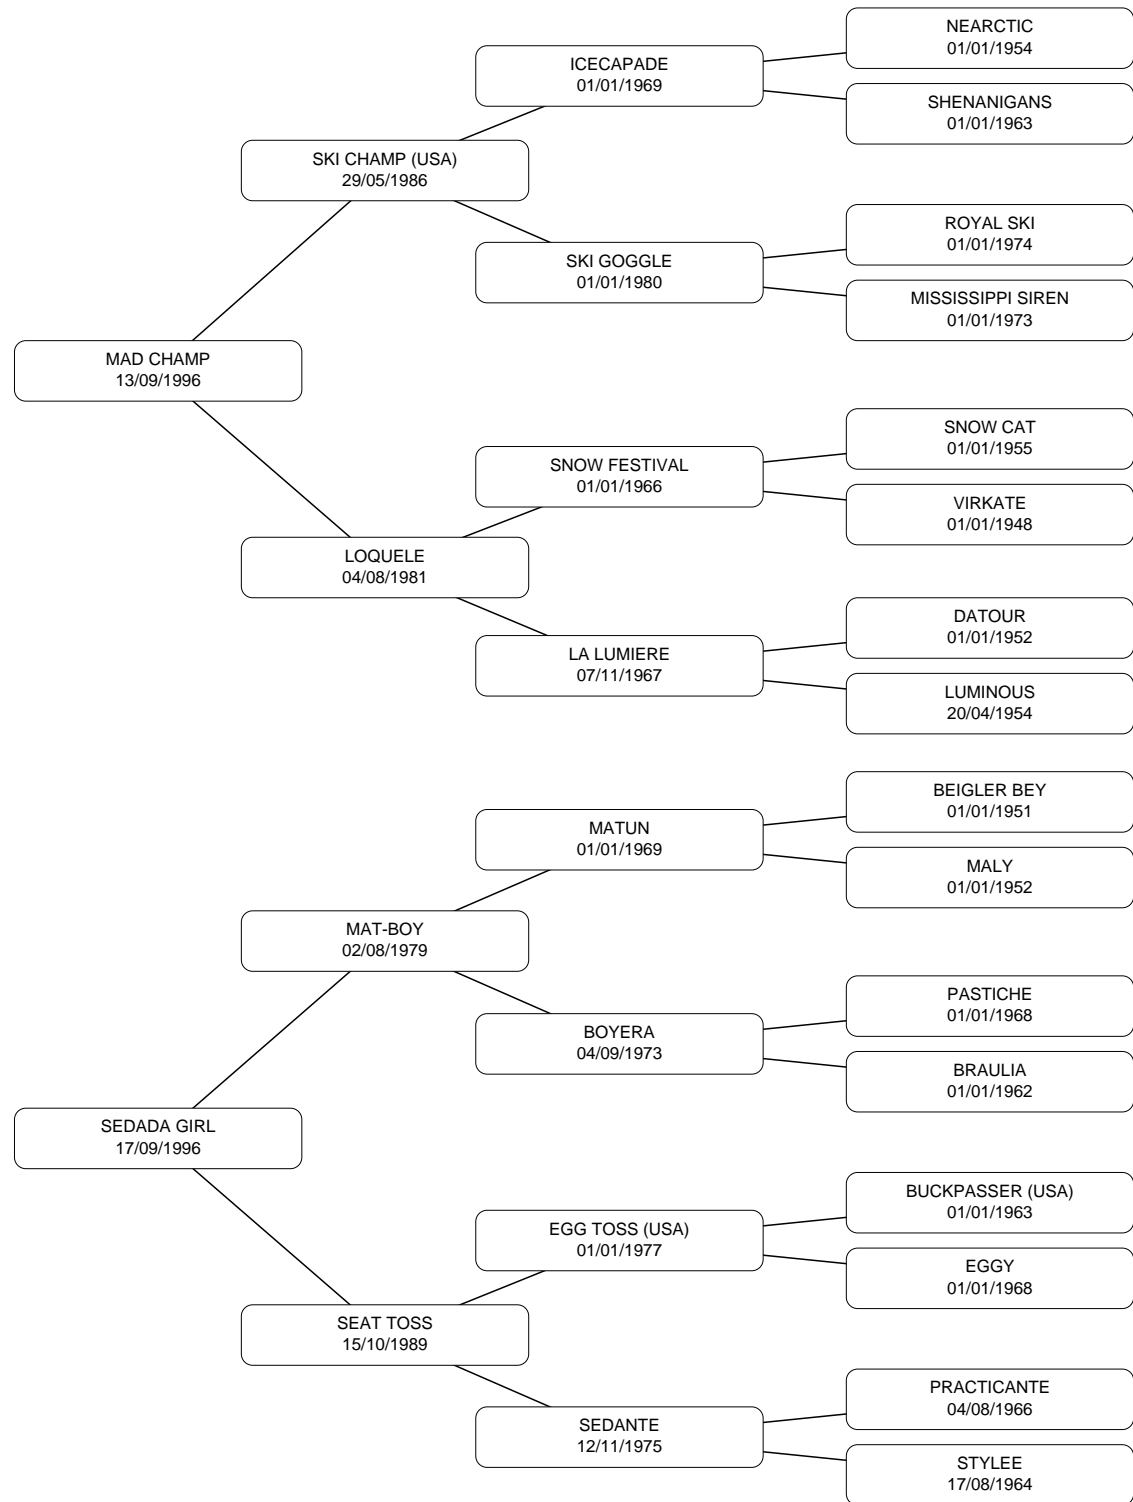 NEARCTIC
01/01/1954
ICECAPADE
01/01/1969
SHENANIGANS
01/01/1963
SKI CHAMP (USA)
29/05/1986
ROYAL SKI
01/01/1974
SKI GOGGLE
01/01/1980
MISSISSIPPI SIREN
01/01/1973
MAD CHAMP
13/09/1996
SNOW CAT
01/01/1955
SNOW FESTIVAL
01/01/1966
VIRKATE
01/01/1948
LOQUELE
04/08/1981
DATOUR
01/01/1952
LA LUMIERE
07/11/1967
LUMINOUS
20/04/1954
BEIGLER BEY
01/01/1951
MATUN
01/01/1969
MALY
01/01/1952
MAT-BOY
02/08/1979
PASTICHE
01/01/1968
BOYERA
04/09/1973
BRAULIA
01/01/1962
SEDADA GIRL
17/09/1996
BUCKPASSER (USA)
01/01/1963
EGG TOSS (USA)
01/01/1977
EGGY
01/01/1968
SEAT TOSS
15/10/1989
PRACTICANTE
04/08/1966
SEDANTE
12/11/1975
STYLEE
17/08/1964